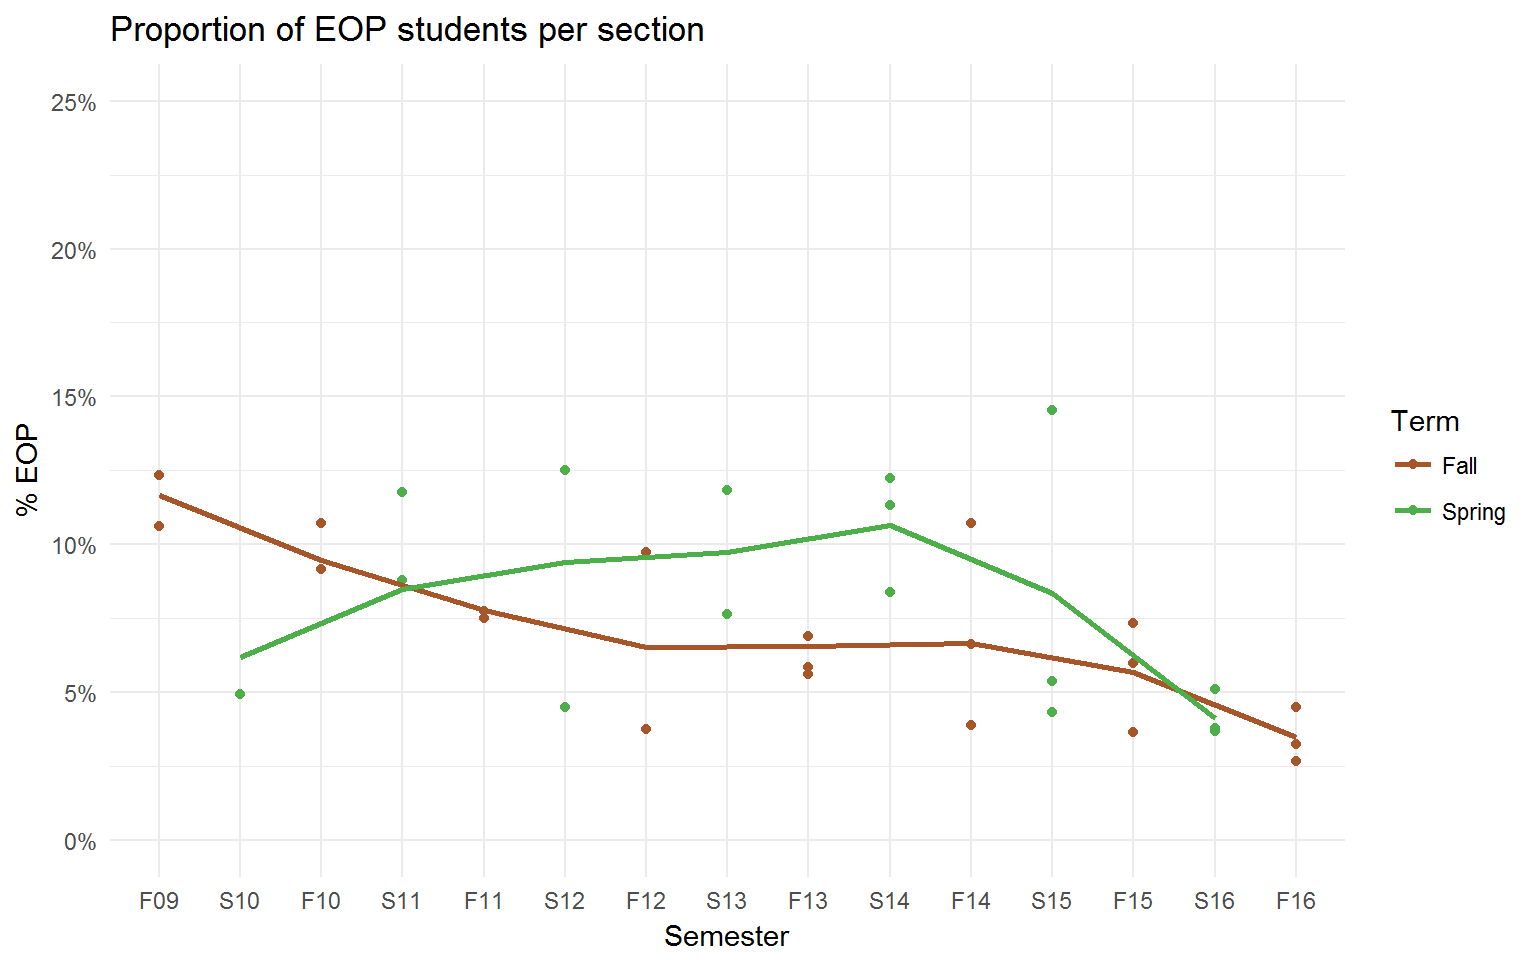 Proportion of EOP students per section
25%
20%
15%
10%
5%
0%
% EOP
F09 S10 F10 S11 F11 S12 F12 S13 F13 S14 F14 S15 F15 S16 F16
Semester
Term
Fall
Spring